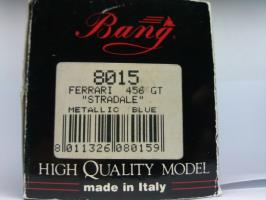 Bang
8015
FERRARI 456 GT
"STRADALE"
METALLIC BLUE
8 011326 080159
HIGH QUALITY MODEL
made in Italy